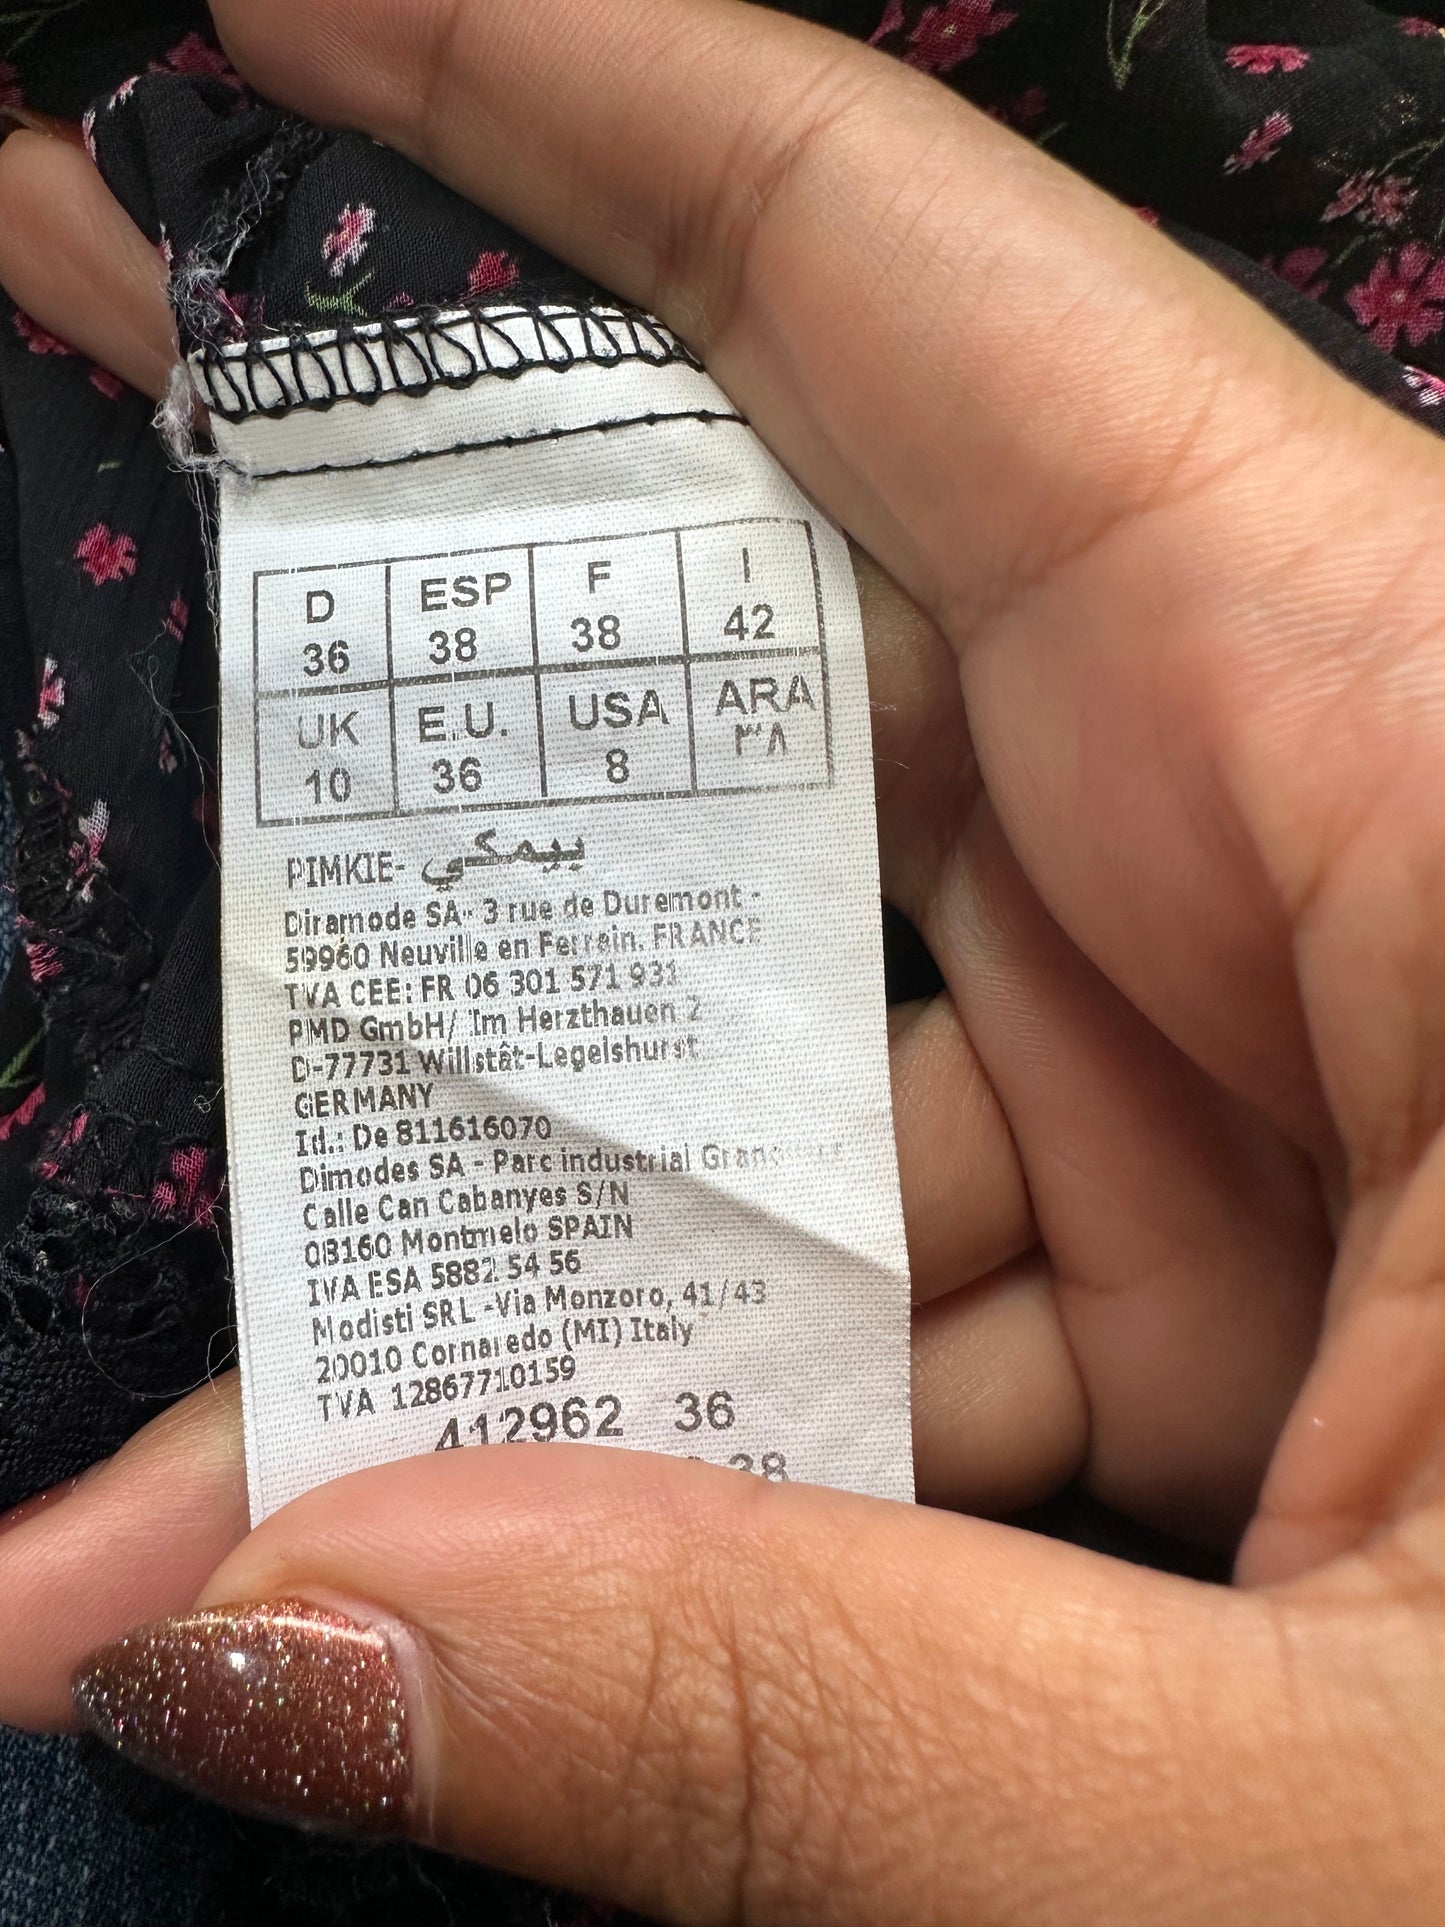 D ESP F I
36 38 38 42
UK E.U. USA ARA
10 36 8 ٣٨
PIMKIE- بيمكي
Diramode SA- 3 rue de Duremont -
59960 Neuville en Ferrain. FRANCE
TVA CEE: FR 06 301 571 931
PMD GmbH/ Im Herzthauen 2
D-77731 Willstât-Legelshurst
GERMANY
Id.: De 811616070
Dimodes SA - Parc industrial
Calle Can Cabanyes S/N
08160 Montmelo SPAIN
IVA ESA 5882 54 56
Modisti SRL -Via Monzoro, 41/43
20010 Cornaredo (MI) Italy
TVA 12867710159
412962 36
38